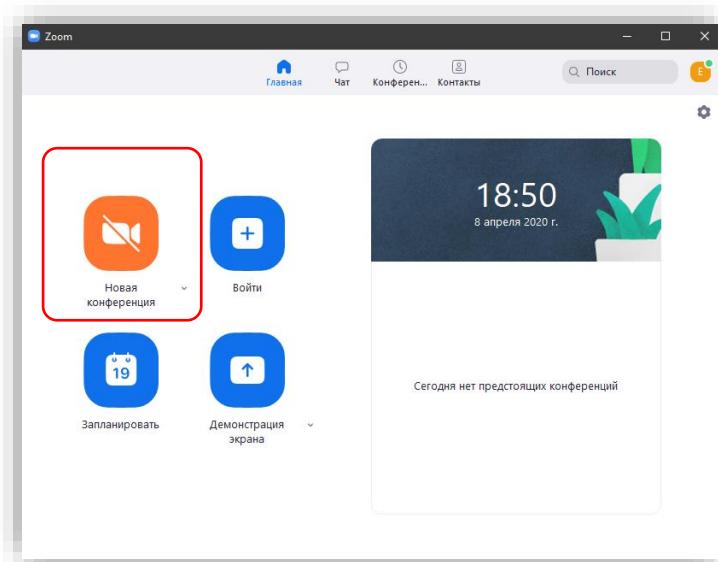 Zoom
Главная
Чат
Конферен...
Контакты
Поиск
E
18:50
8 апреля 2020 г.
Новая
конференция
Войти
19
Запланировать
Демонстрация
экрана
Сегодня нет предстоящих конференций